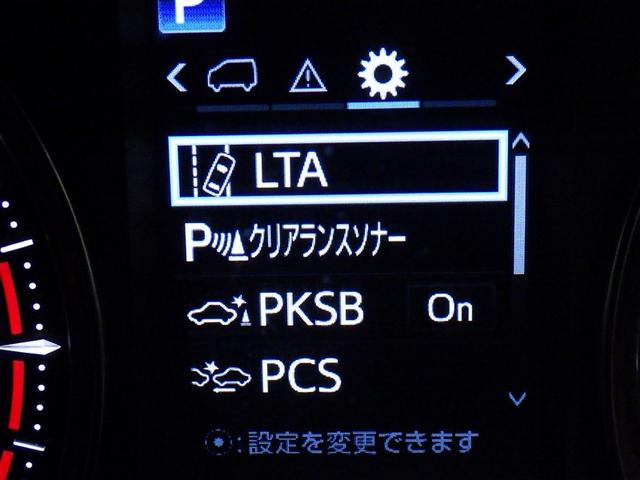 P
LTA
Pクリアランスソナー
PKSB On
PCS
:設定を変更できます